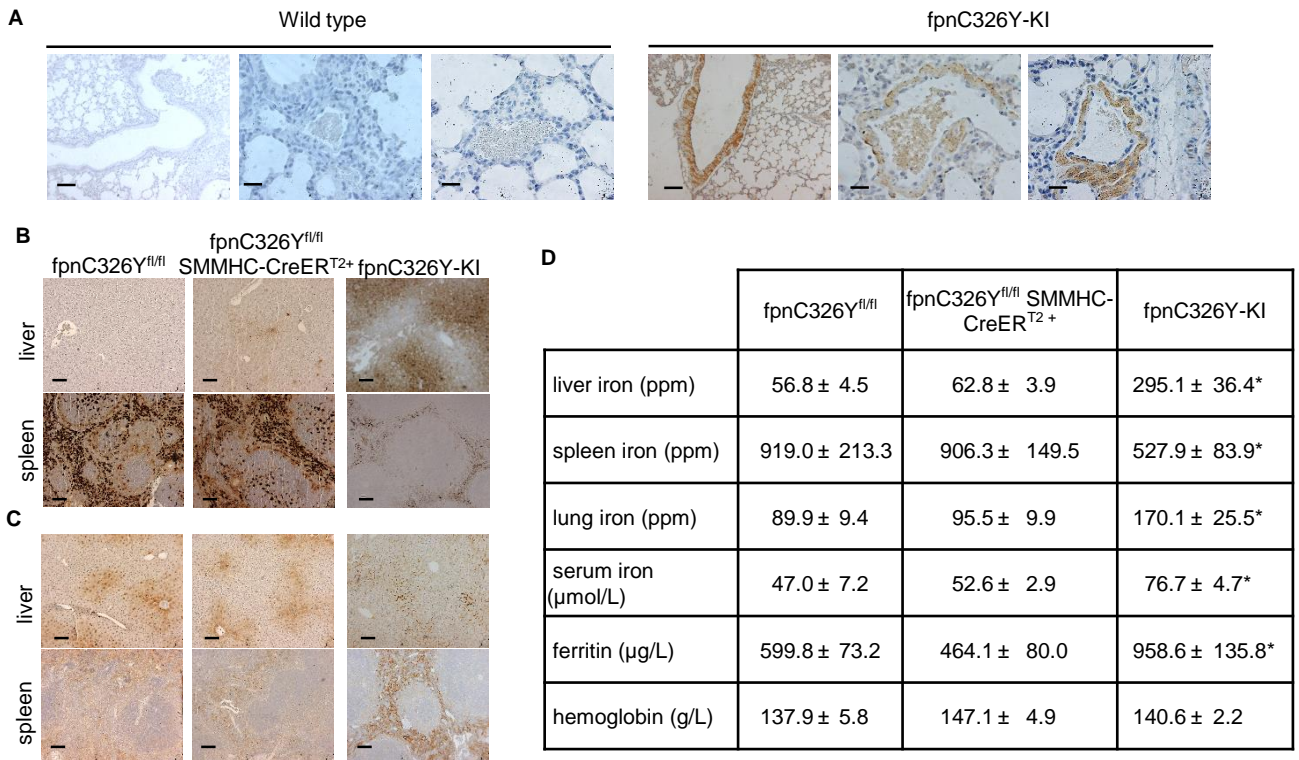 A
Wild type
fpnC326Y-KI
B
fpnC326Y^fl/fl
fpnC326Y^fl/fl
SMMHC-CreER^T2+
fpnC326Y-KI
liver
spleen
C
liver
spleen
D
fpnC326Y^fl/fl
fpnC326Y^fl/fl SMMHC-
CreER^T2 +
fpnC326Y-KI
liver iron (ppm) 56.8 ± 4.5 62.8 ± 3.9 295.1 ± 36.4*
spleen iron (ppm) 919.0 ± 213.3 906.3 ± 149.5 527.9 ± 83.9*
lung iron (ppm) 89.9 ± 9.4 95.5 ± 9.9 170.1 ± 25.5*
serum iron
(µmol/L) 47.0 ± 7.2 52.6 ± 2.9 76.7 ± 4.7*
ferritin (µg/L) 599.8 ± 73.2 464.1 ± 80.0 958.6 ± 135.8*
hemoglobin (g/L) 137.9 ± 5.8 147.1 ± 4.9 140.6 ± 2.2